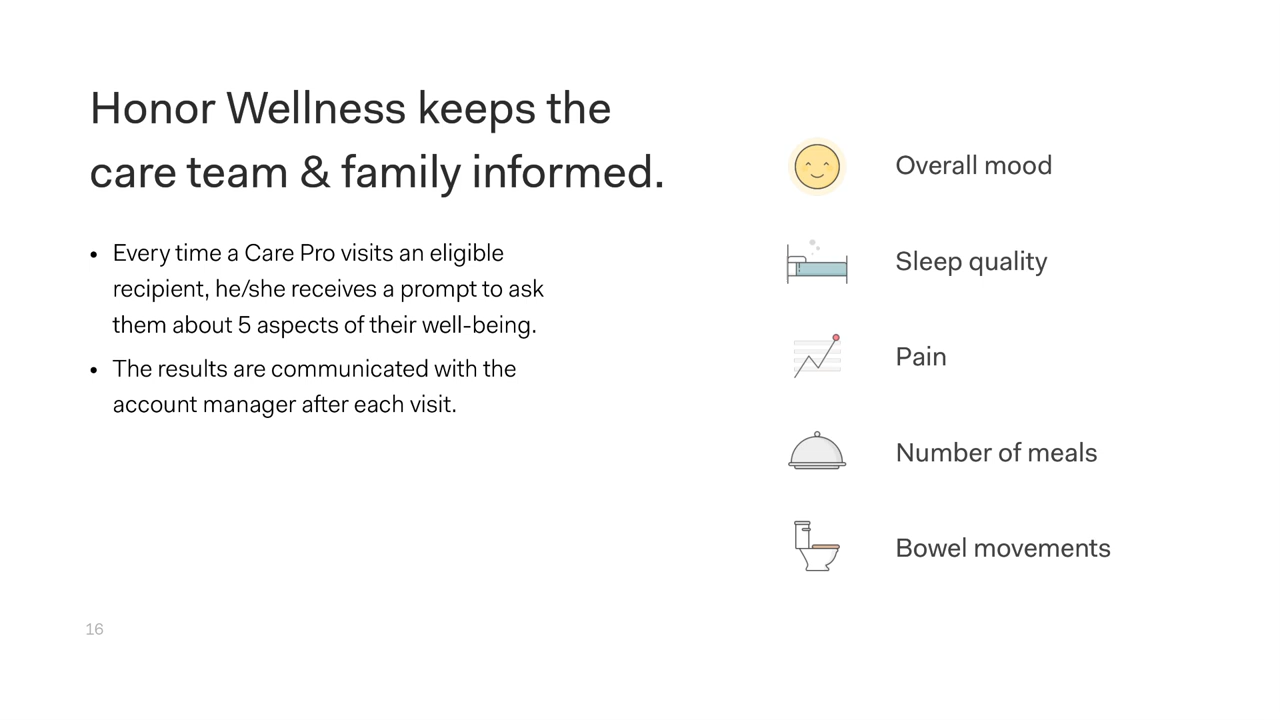 Honor Wellness keeps the
care team & family informed.
• Every time a Care Pro visits an eligible
recipient, he/she receives a prompt to ask
them about 5 aspects of their well-being.
• The results are communicated with the
account manager after each visit.
Overall mood
Sleep quality
Pain
Number of meals
Bowel movements
16